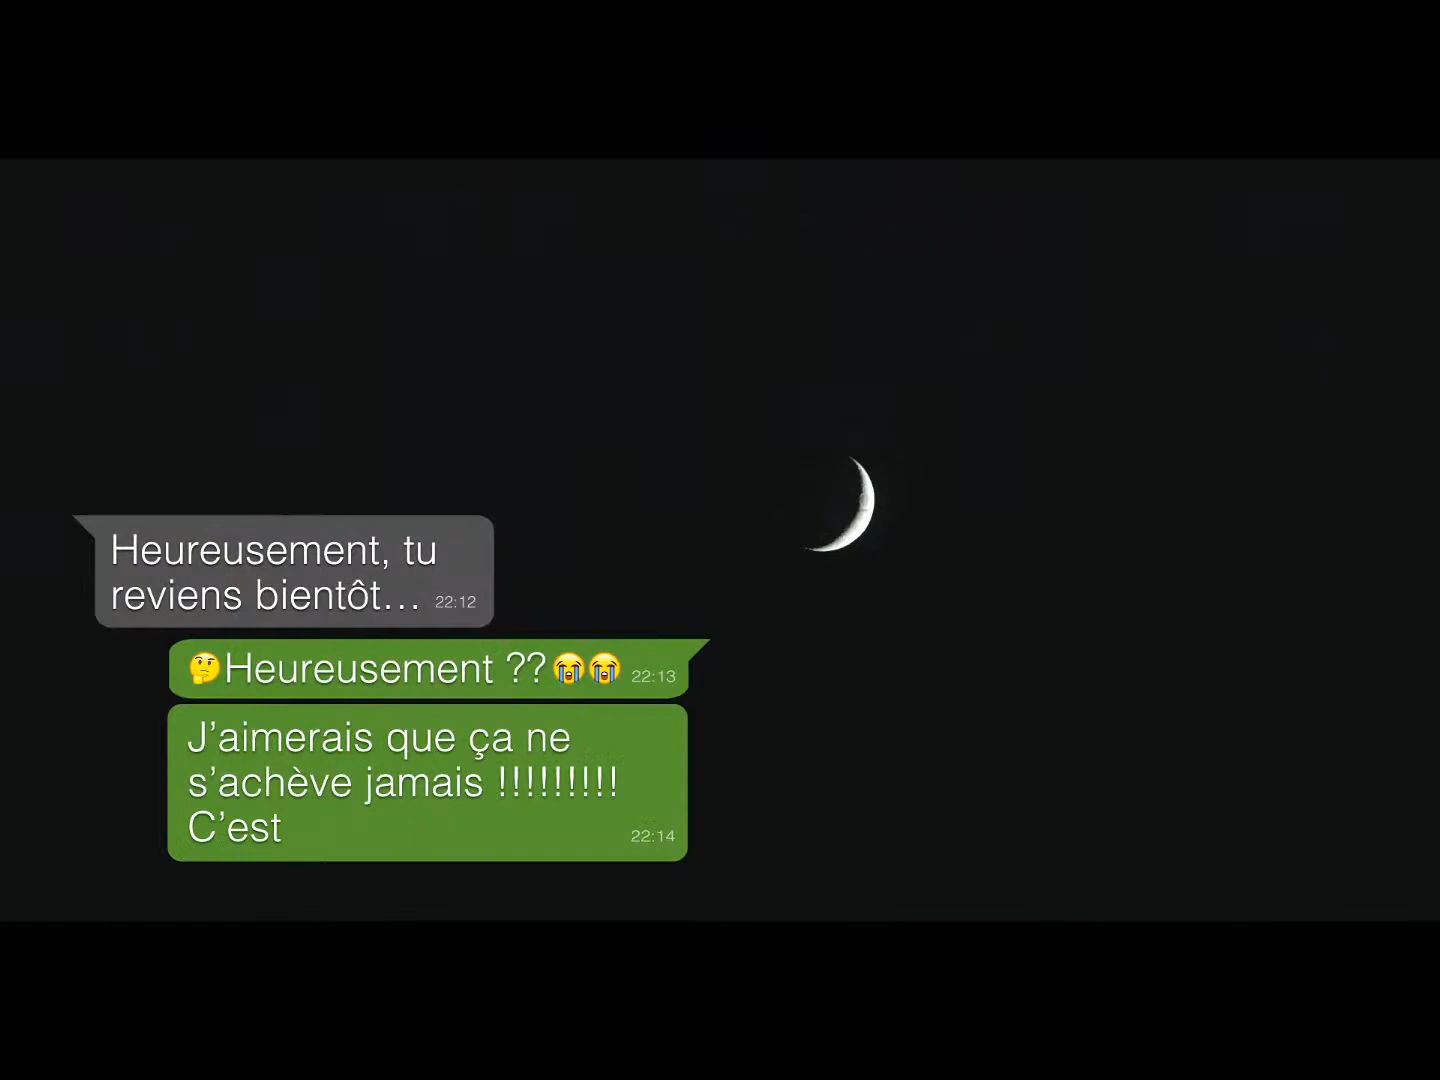 Heureusement, tu
reviens bientôt... 22:12
🤔Heureusement ??😭😭 22:13
J’aimerais que ça ne
s’achève jamais !!!!!!!!!
C’est 22:14